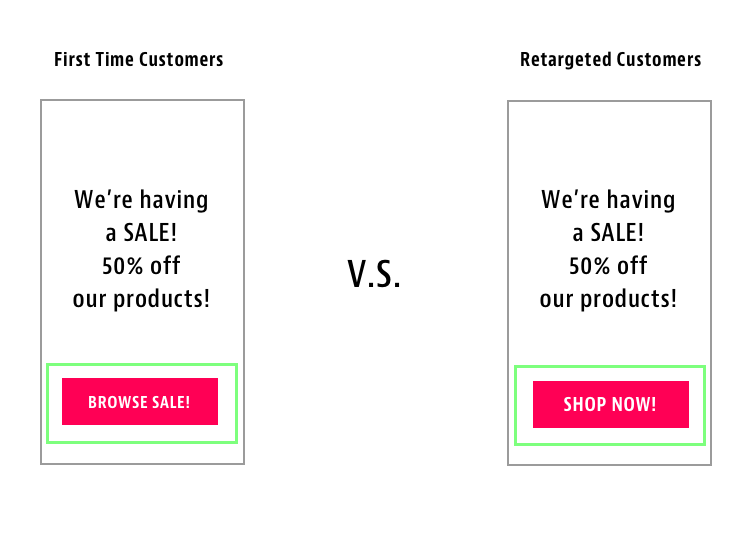 First Time Customers
Retargeted Customers
We’re having
a SALE!
50% off
our products!
BROWSE SALE!
V.S.
We’re having
a SALE!
50% off
our products!
SHOP NOW!